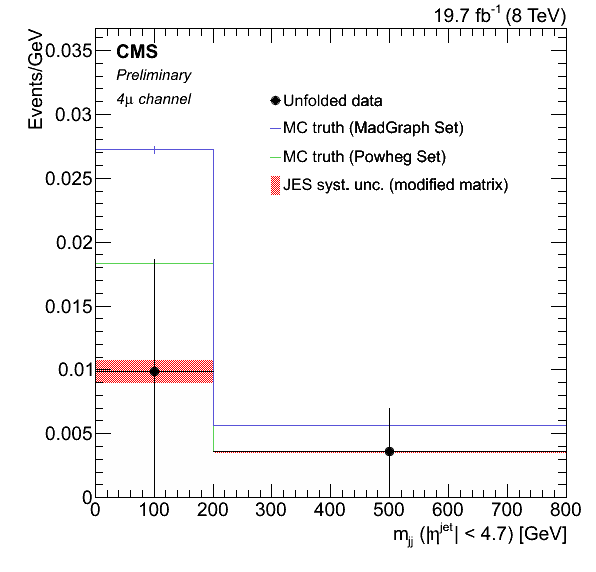 19.7 fb⁻¹ (8 TeV)
Events/GeV
CMS
Preliminary
4μ channel
Unfolded data
MC truth (MadGraph Set)
MC truth (Powheg Set)
JES syst. unc. (modified matrix)
0.035
0.03
0.025
0.02
0.015
0.01
0.005
0
0 100 200 300 400 500 600 700 800
m_jj (|η^jet| < 4.7) [GeV]